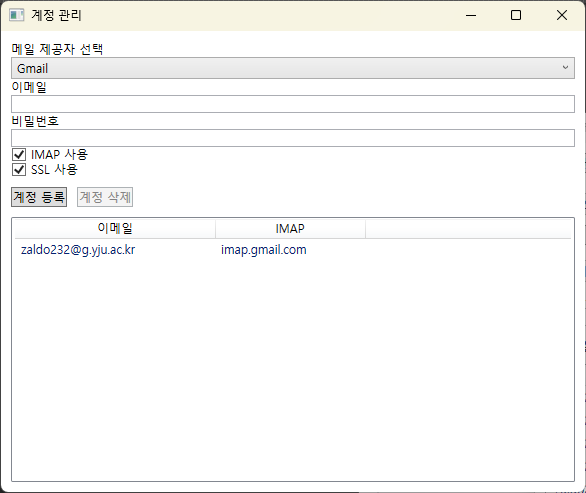 계정 관리
메일 제공자 선택
Gmail
이메일
비밀번호
IMAP 사용
SSL 사용
계정 등록 계정 삭제
이메일 IMAP
zaldo232@g.yju.ac.kr imap.gmail.com